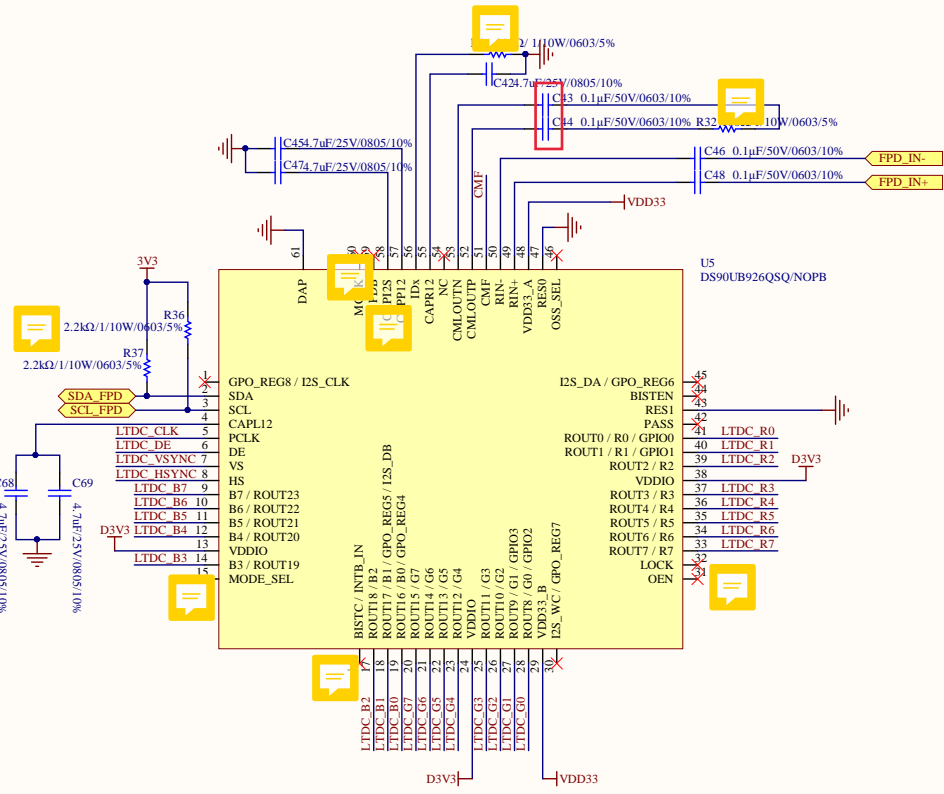 1/10W/0603/5%
C42 4.7uF/25V/0805/10%
C43 0.1µF/50V/0603/10%
C44 0.1µF/50V/0603/10%
R32
10W/0603/5%
C45 4.7uF/25V/0805/10%
C46 0.1µF/50V/0603/10%
FPD_IN-
C47 4.7uF/25V/0805/10%
C48 0.1µF/50V/0603/10%
FPD_IN+
CMF
VDD33
61
58
57
56
55
54
53
52
51
50
49
48
47
46
U5
DS90UB926QSQ/NOPB
DAP
IDx
CAPR12
NC
CMLOUTN
CMLOUTP
CMF
RIN-
RIN+
VDD33_A
RES0
OSS_SEL
3V3
R36
2.2kΩ/1/10W/0603/5%
R37
2.2kΩ/1/10W/0603/5%
SDA_FPD
SCL_FPD
1 GPO_REG8 / I2S_CLK
2 SDA
3 SCL
4 CAPL12
LTDC_CLK 5 PCLK
LTDC_DE 6 DE
LTDC_VSYNC 7 VS
LTDC_HSYNC 8 HS
LTDC_B7 9 B7 / ROUT23
LTDC_B6 10 B6 / ROUT22
LTDC_B5 11 B5 / ROUT21
LTDC_B4 12 B4 / ROUT20
D3V3 13 VDDIO
LTDC_B3 14 B3 / ROUT19
15 MODE_SEL
I2S_DA / GPO_REG6 45
BISTEN 44
RES1 43
PASS 42
ROUT0 / R0 / GPIO0 41 LTDC_R0
ROUT1 / R1 / GPIO1 40 LTDC_R1
ROUT2 / R2 39 LTDC_R2
VDDIO 38 D3V3
ROUT3 / R3 37 LTDC_R3
ROUT4 / R4 36 LTDC_R4
ROUT5 / R5 35 LTDC_R5
ROUT6 / R6 34 LTDC_R6
ROUT7 / R7 33 LTDC_R7
LOCK 32
OEN 31
C68
4.7uF/25V/0805/10%
C69
4.7uF/25V/0805/10%
BISTC / INTB_IN
ROUT18 / B2
ROUT17 / B1 / GPO_REG5 / I2S_DB
ROUT16 / B0 / GPO_REG4
ROUT15 / G7
ROUT14 / G6
ROUT13 / G5
ROUT12 / G4
VDDIO
ROUT11 / G3
ROUT10 / G2
ROUT9 / G1 / GPIO3
ROUT8 / G0 / GPIO2
VDD33_B
I2S_WC / GPO_REG7
17
18
19
20
21
22
23
24
25
26
27
28
29
30
LTDC_B2
LTDC_B1
LTDC_B0
LTDC_G7
LTDC_G6
LTDC_G5
LTDC_G4
LTDC_G3
LTDC_G2
LTDC_G1
LTDC_G0
D3V3
VDD33